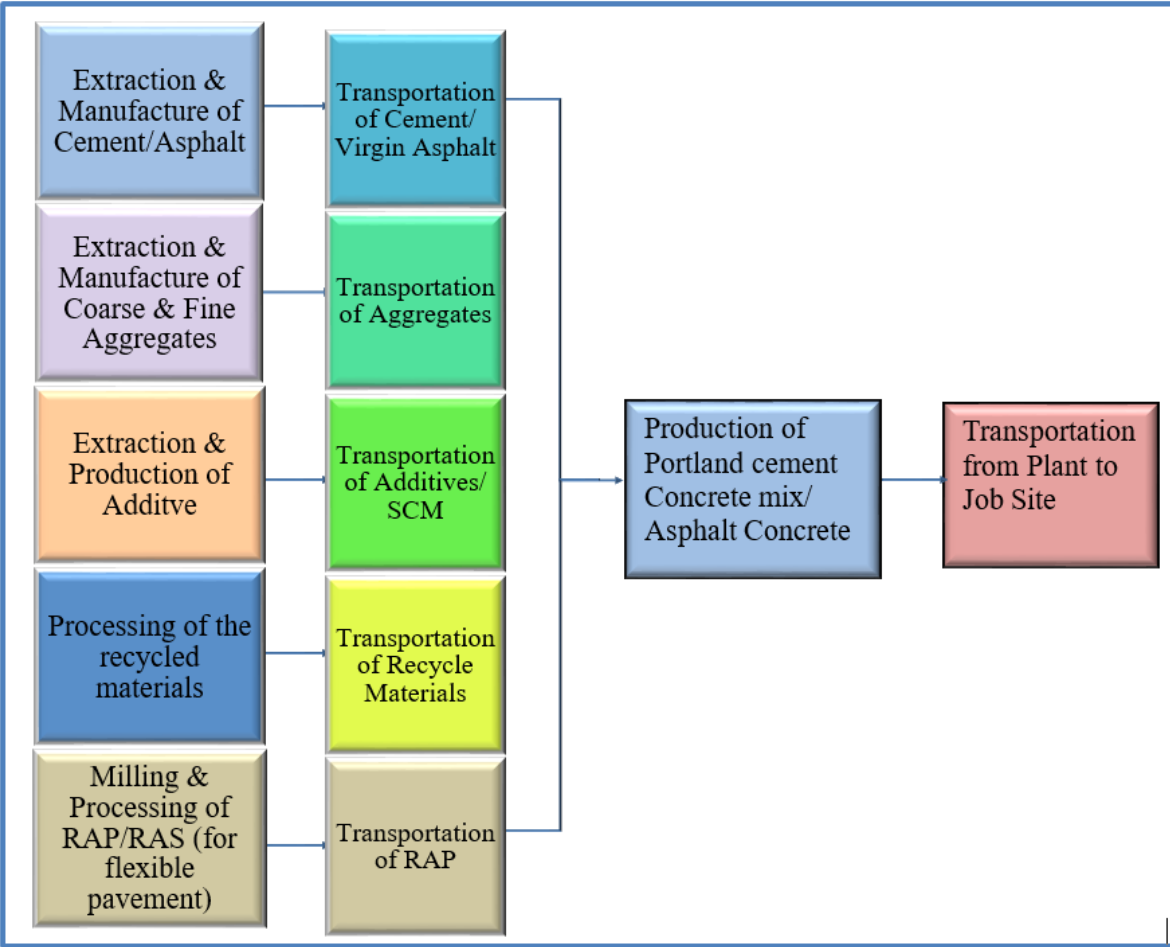 Extraction &
Manufacture of
Cement/Asphalt
Transportation
of Cement/
Virgin Asphalt
Extraction &
Manufacture of
Coarse & Fine
Aggregates
Transportation
of Aggregates
Extraction &
Production of
Additve
Transportation
of Additives/
SCM
Processing of the
recycled
materials
Transportation
of Recycle
Materials
Milling &
Processing of
RAP/RAS (for
flexible
pavement)
Transportation
of RAP
Production of
Portland cement
Concrete mix/
Asphalt Concrete
Transportation
from Plant to
Job Site